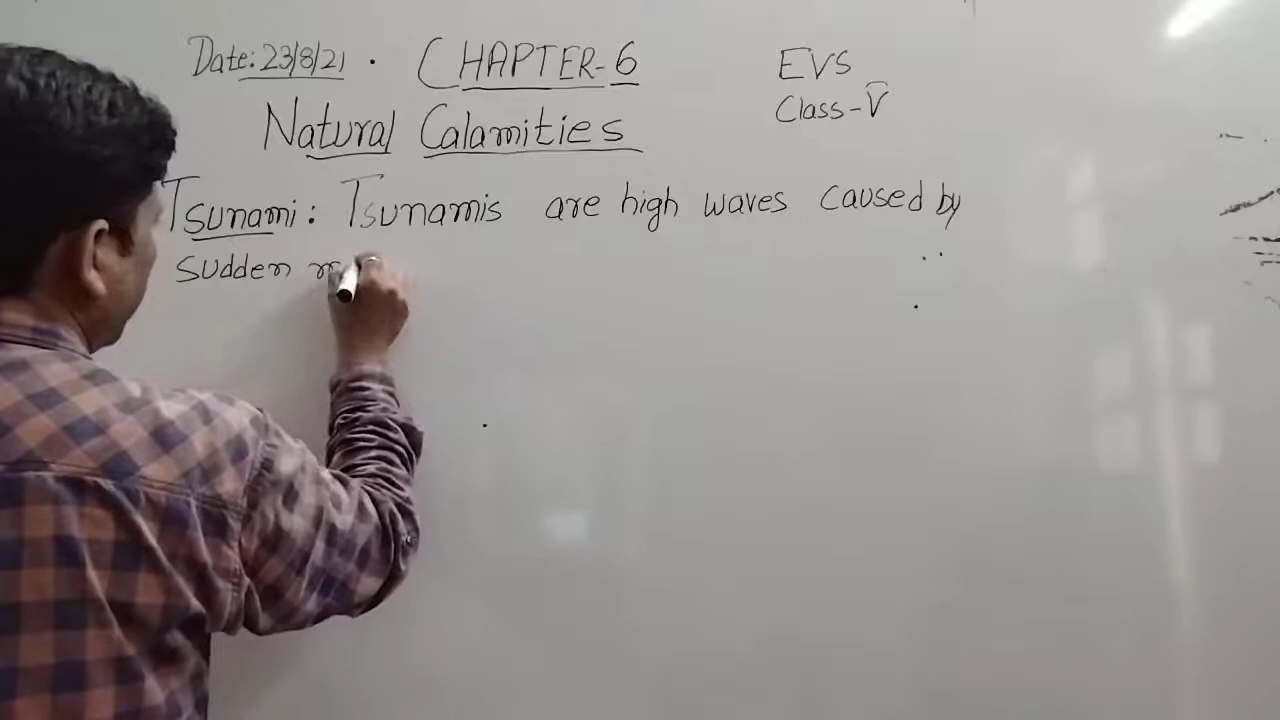 Date: 23/8/21 . CHAPTER-6
EVS
Natural Calamities
Class-V
Tsunami: Tsunamis are high waves caused by
sudden